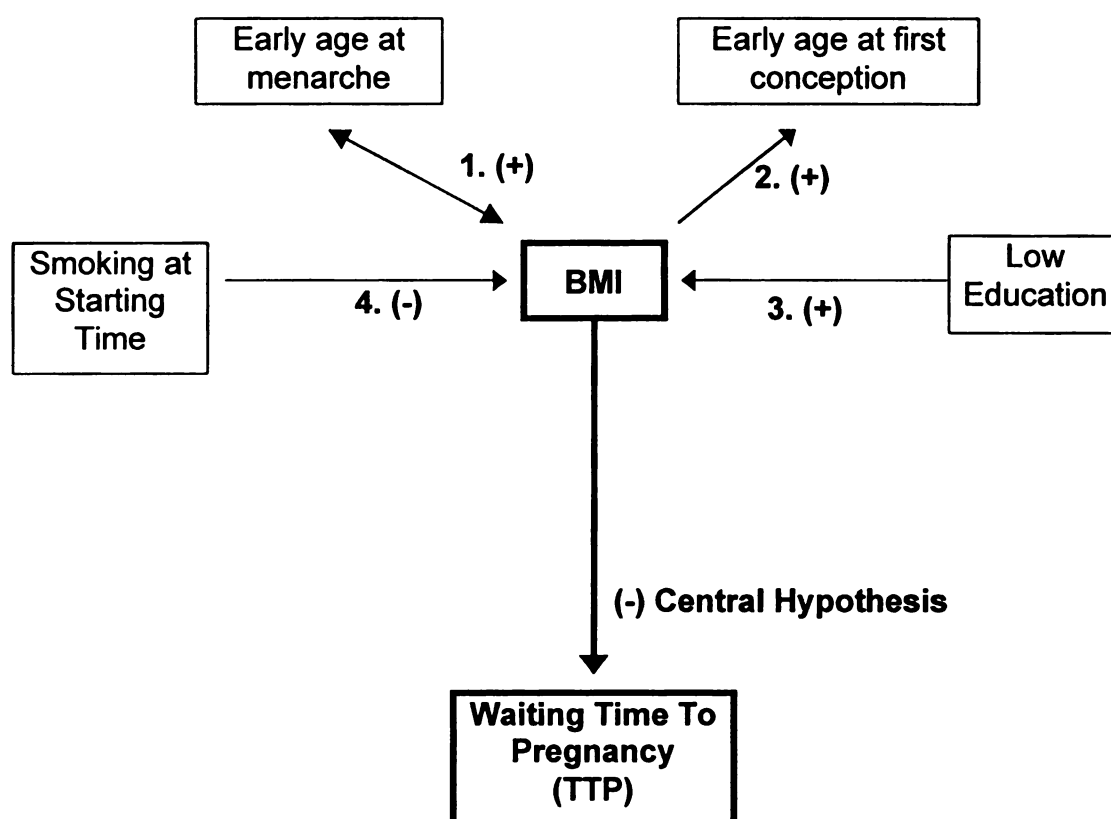 Early age at
menarche
Early age at first
conception
1. (+)
2. (+)
Smoking at
Starting
Time
4. (-)
BMI
3. (+)
Low
Education
(-) Central Hypothesis
Waiting Time To
Pregnancy
(TTP)